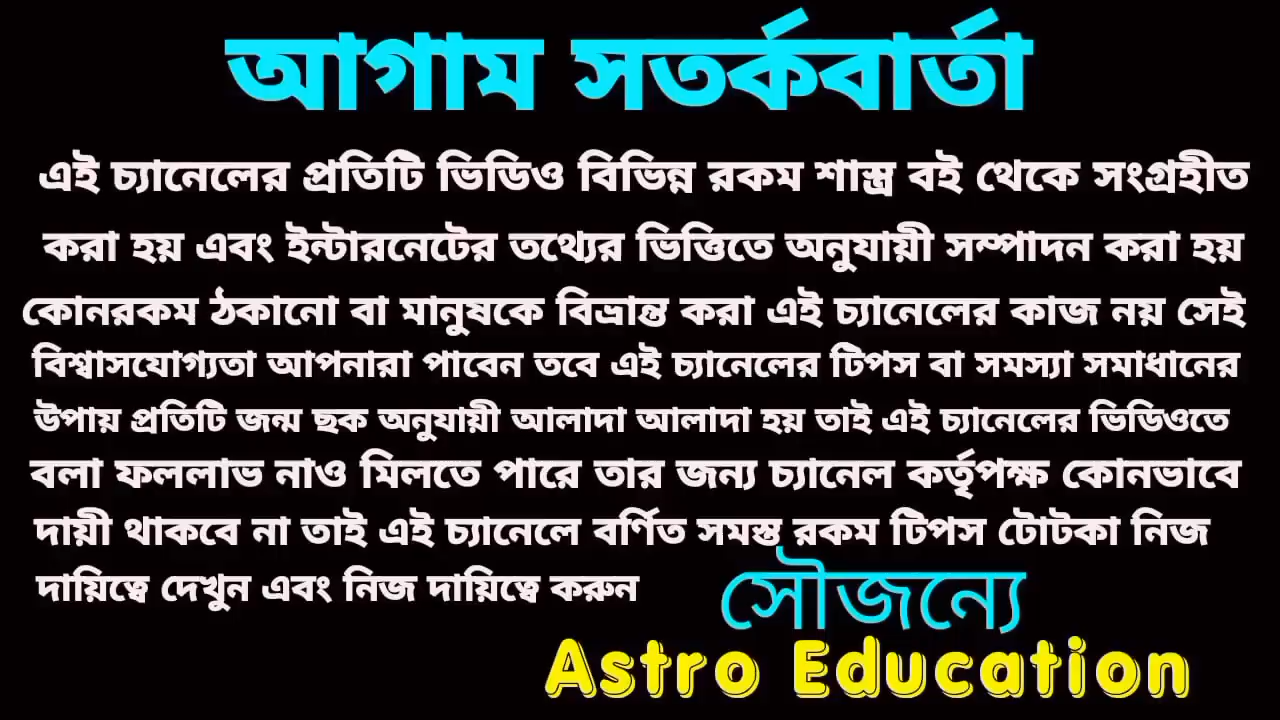 আগাম সতর্কবার্তা
এই চ্যানেলের প্রতিটি ভিডিও বিভিন্ন রকম শাস্ত্র বই থেকে সংগ্রহীত
করা হয় এবং ইন্টারনেটের তথ্যের ভিত্তিতে অনুযায়ী সম্পাদন করা হয়
কোনরকম ঠকানো বা মানুষকে বিভ্রান্ত করা এই চ্যানেলের কাজ নয় সেই
বিশ্বাসযোগ্যতা আপনারা পাবেন তবে এই চ্যানেলের টিপস বা সমস্যা সমাধানের
উপায় প্রতিটি জন্ম ছক অনুযায়ী আলাদা আলাদা হয় তাই এই চ্যানেলের ভিডিওতে
বলা ফললাভ নাও মিলতে পারে তার জন্য চ্যানেল কর্তৃপক্ষ কোনভাবে
দায়ী থাকবে না তাই এই চ্যানেলে বর্ণিত সমস্ত রকম টিপস টোটকা নিজ
দায়িত্বে দেখুন এবং নিজ দায়িত্বে করুন
সৌজন্যে
Astro Education